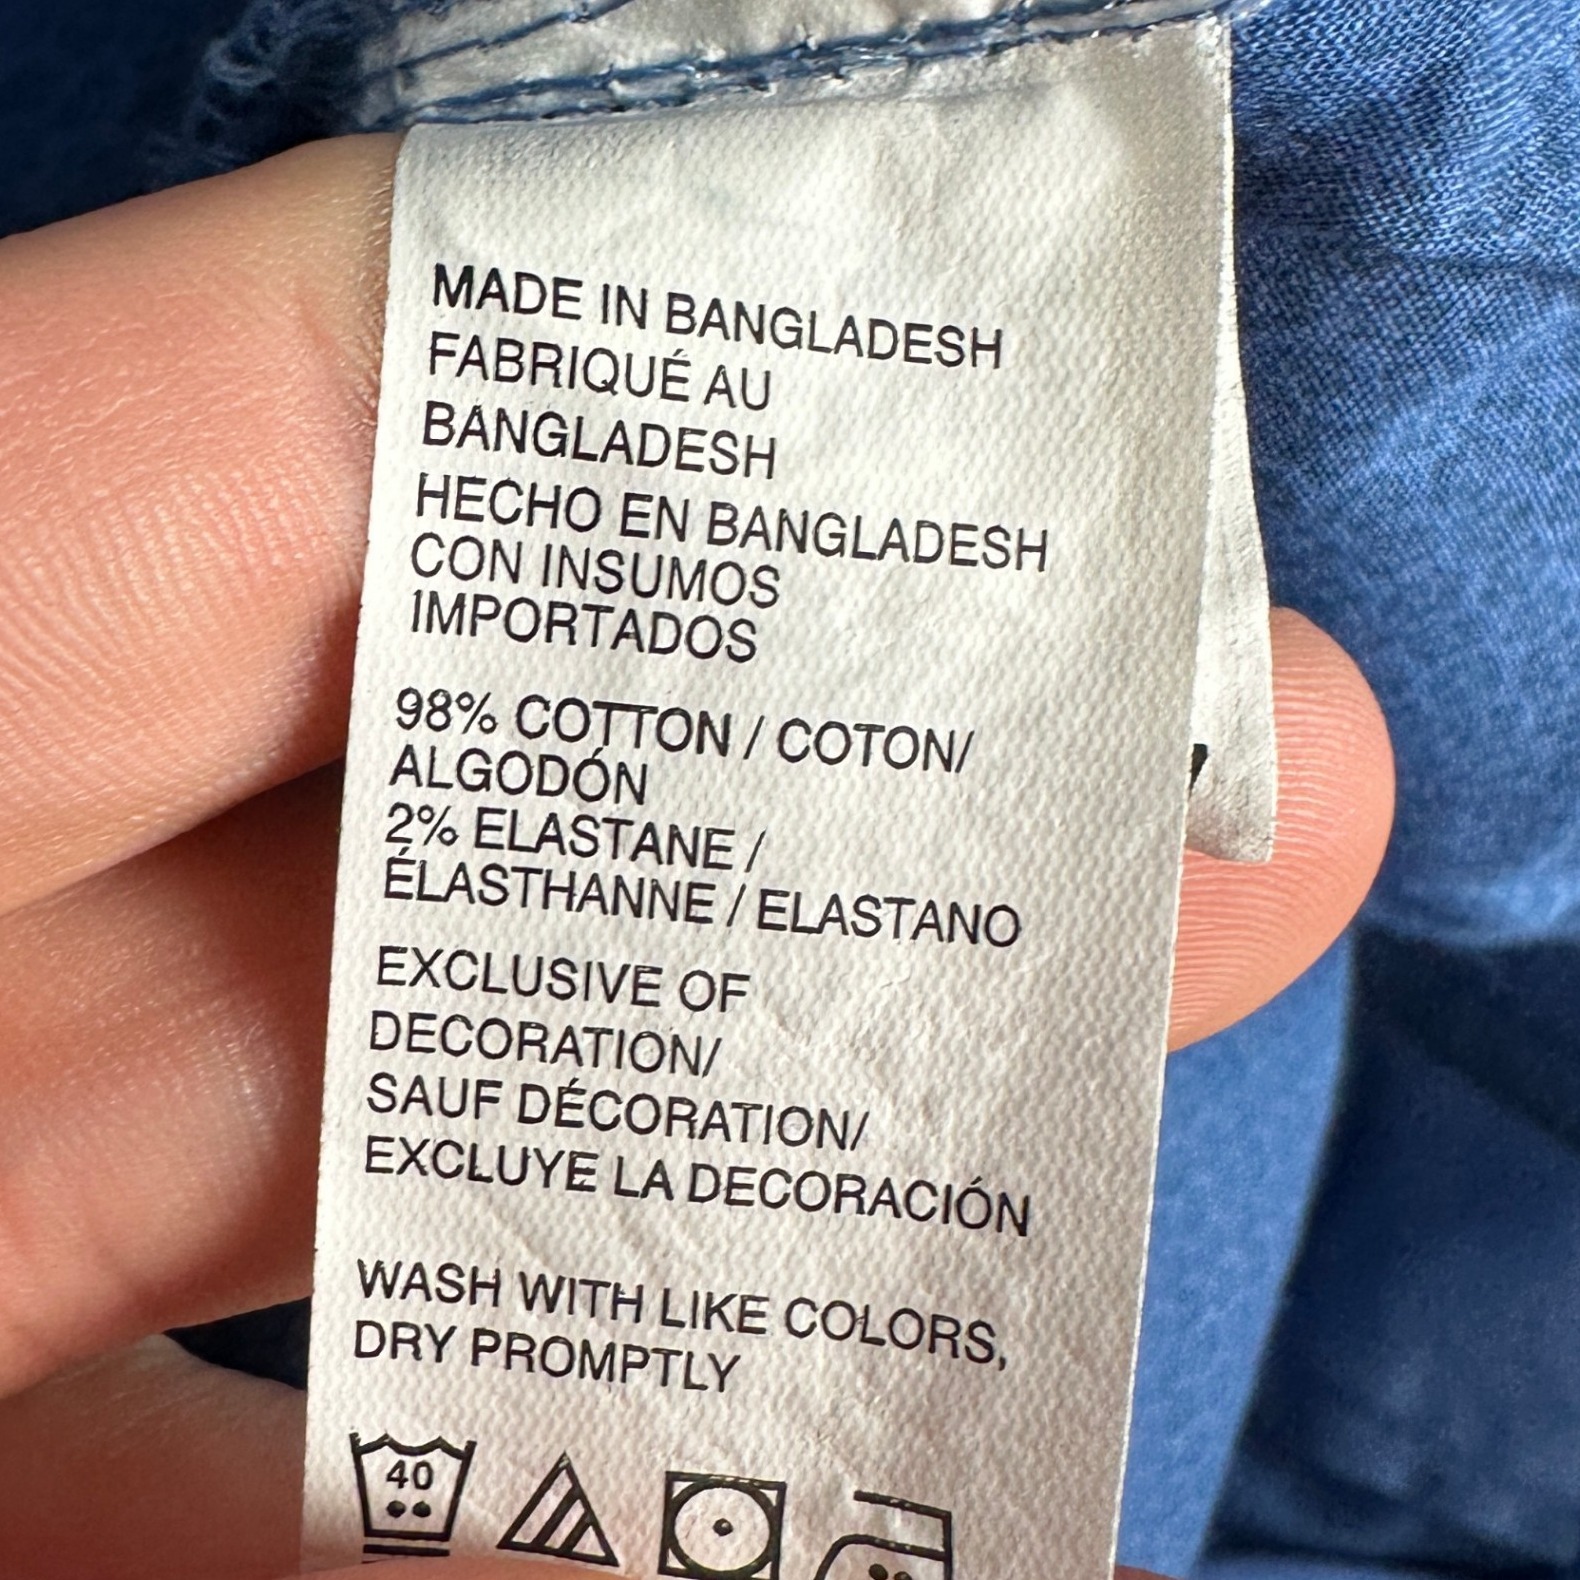 MADE IN BANGLADESH
FABRIQUÉ AU
BANGLADESH
HECHO EN BANGLADESH
CON INSUMOS
IMPORTADOS
98% COTTON / COTON/
ALGODÓN
2% ELASTANE /
ÉLASTHANNE / ELASTANO
EXCLUSIVE OF
DECORATION/
SAUF DÉCORATION/
EXCLUYE LA DECORACIÓN
WASH WITH LIKE COLORS,
DRY PROMPTLY
40